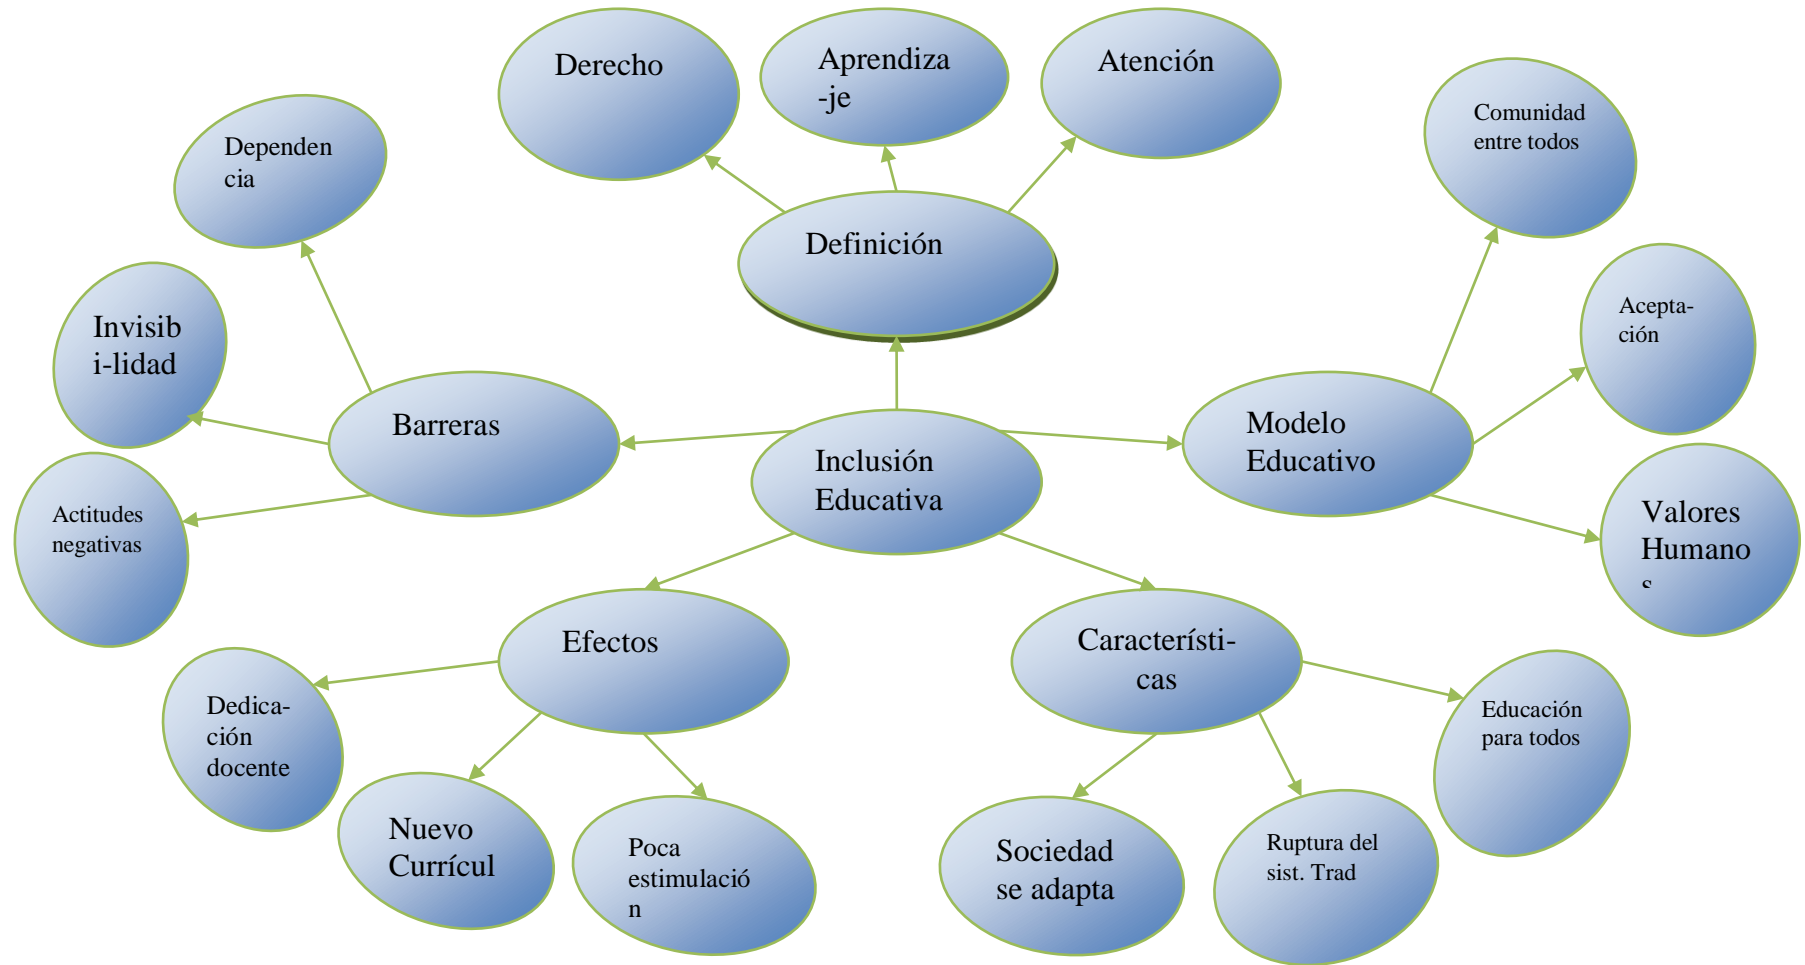 Derecho
Aprendiza
-je
Atención
Comunidad
entre todos
Dependen
cia
Definición
Invisib
i-lidad
Acepta-
ción
Barreras
Modelo
Educativo
Inclusión
Educativa
Actitudes
negativas
Valores
Humano
s
Efectos
Característi-
cas
Dedica-
ción
docente
Educación
para todos
Nuevo
Currícul
Poca
estimulació
n
Sociedad
se adapta
Ruptura del
sist. Trad